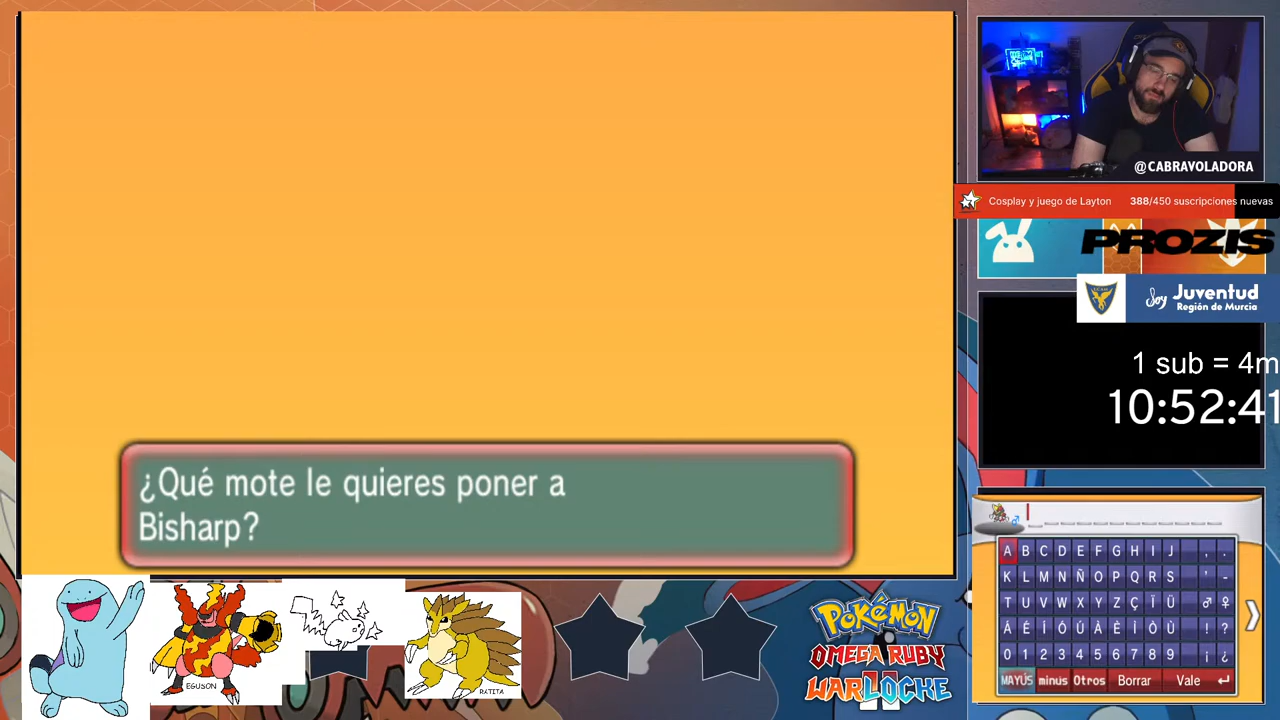 @CABRAVOLADORA
Cosplay y juego de Layton 388/450 suscripciones nuevas
PROZIS
Soy Juventud
Región de Murcia
1 sub = 4m
10:52:41
¿Qué mote le quieres poner a
Bisharp?
A B C D E F G H I J , .
K L M N Ñ O P Q R S ' -
T U V W X Y Z Ç Ï Ü ♂ ♀
Á É Í Ó Ú À È Ì Ò Ù ! ?
0 1 2 3 4 5 6 7 8 9 ¡ ¿
MAYÚS minus Otros Borrar Vale
EGUSON
RATITA
POKéMON
OMEGA RUBY
WARLOCKE